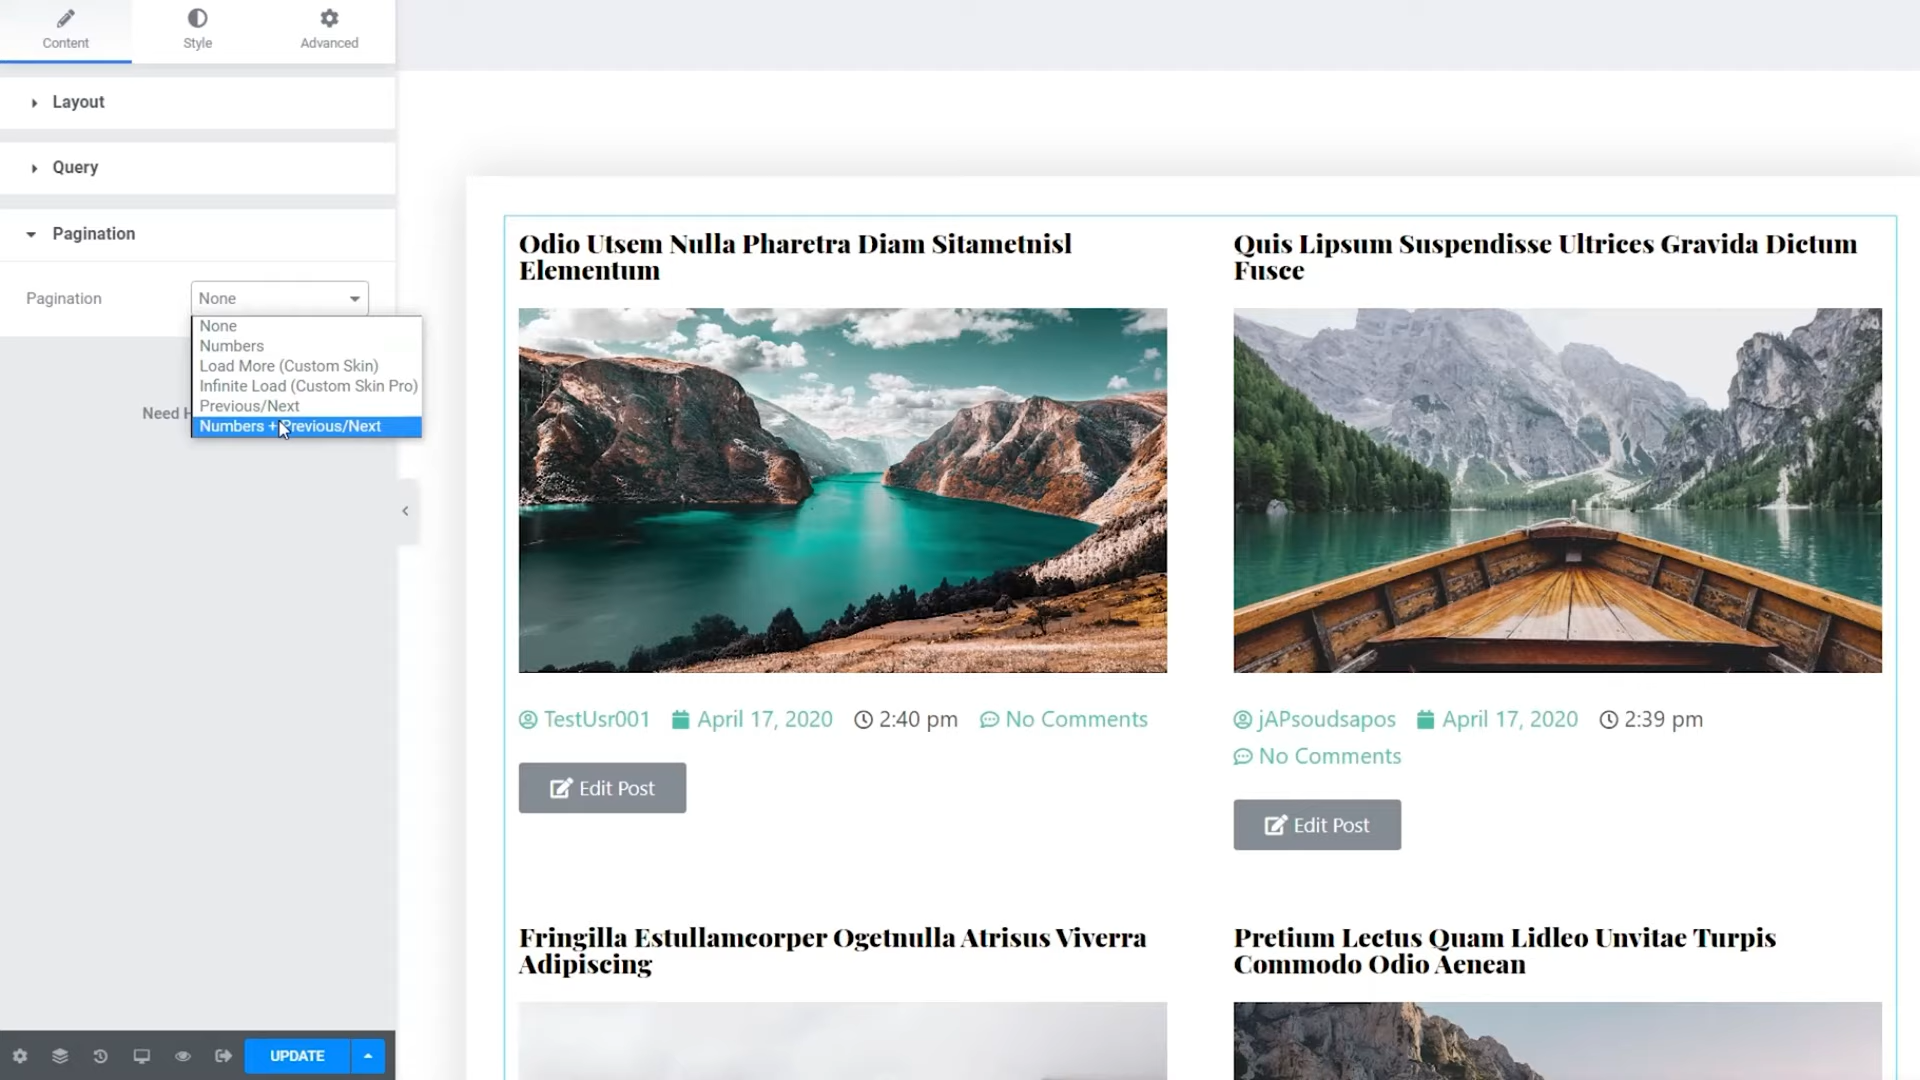 Content
Style
Advanced
Layout
Query
Pagination
Pagination
None
None
Numbers
Load More (Custom Skin)
Infinite Load (Custom Skin Pro)
Previous/Next
Numbers + Previous/Next
Need
UPDATE
Odio Utsem Nulla Pharetra Diam Sitametnisl
Elementum
TestUsr001 April 17, 2020 2:40 pm No Comments
Edit Post
Quis Lipsum Suspendisse Ultrices Gravida Dictum
Fusce
jAPsoudsapos April 17, 2020 2:39 pm
No Comments
Edit Post
Fringilla Estullamcorper Ogetnulla Atrisus Viverra
Adipiscing
Pretium Lectus Quam Lidleo Unvitae Turpis
Commodo Odio Aenean